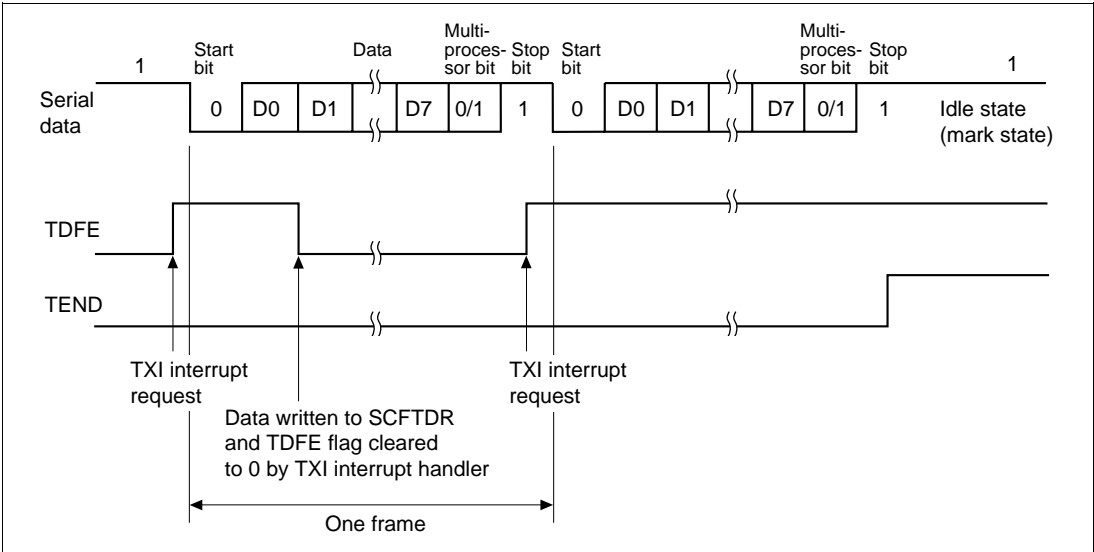 1
Start
bit
Data
Multi-
proces-
sor bit
Stop
bit
Start
bit
Multi-
proces-
sor bit
Stop
bit
1
Serial
data
0 D0 D1 D7 0/1 1 0 D0 D1 D7 0/1 1
Idle state
(mark state)
TDFE
TEND
TXI interrupt
request
Data written to SCFTDR
and TDFE flag cleared
to 0 by TXI interrupt handler
TXI interrupt
request
One frame